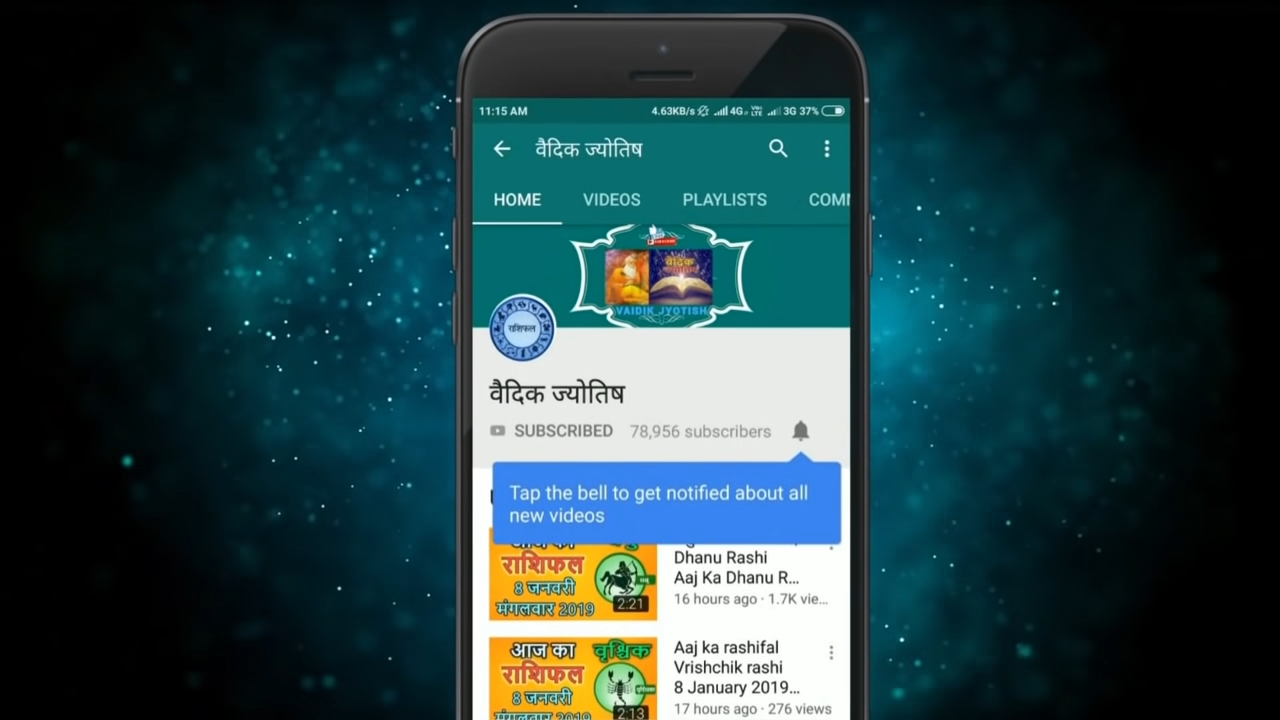 11:15 AM
4.63KB/s 4G VoLTE 3G 37%
वैदिक ज्योतिष
HOME VIDEOS PLAYLISTS COMM
SUBSCRIBE
वैदिक
VAIDIK JYOTISH
राशिफल
वैदिक ज्योतिष
SUBSCRIBED 78,956 subscribers
Tap the bell to get notified about all
new videos
आज का
राशिफल
8 जनवरी
मंगलवार 2019
2:21
Dhanu Rashi
Aaj Ka Dhanu R...
16 hours ago · 1.7K vie...
आज का वृश्चिक
राशिफल
8 जनवरी
मंगलवार 2019
2:13
Aaj ka rashifal
Vrishchik rashi
8 January 2019...
17 hours ago · 276 views